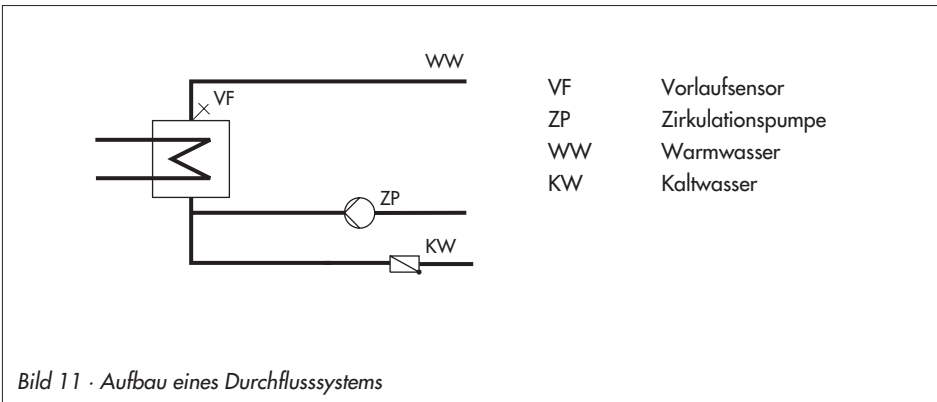 WW
VF
ZP
KW
VF Vorlaufsensor
ZP Zirkulationspumpe
WW Warmwasser
KW Kaltwasser
Bild 11 · Aufbau eines Durchflusssystems